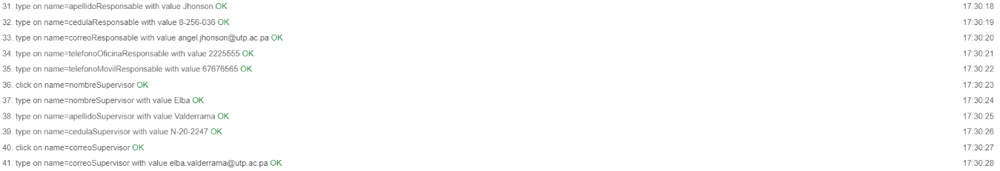 31. type on name=apellidoResponsable with value Jhonson OK 17:30:18
32. type on name=cedulaResponsable with value 8-256-036 OK 17:30:19
33. type on name=correoResponsable with value angel.jhonson@utp.ac.pa OK 17:30:20
34. type on name=telefonoOficinaResponsable with value 2225555 OK 17:30:21
35. type on name=telefonoMovilResponsable with value 67676565 OK 17:30:22
36. click on name=nombreSupervisor OK 17:30:23
37. type on name=nombreSupervisor with value Elba OK 17:30:24
38. type on name=apellidoSupervisor with value Valderrama OK 17:30:25
39. type on name=cedulaSupervisor with value N-20-2247 OK 17:30:26
40. click on name=correoSupervisor OK 17:30:27
41. type on name=correoSupervisor with value elba.valderrama@utp.ac.pa OK 17:30:28